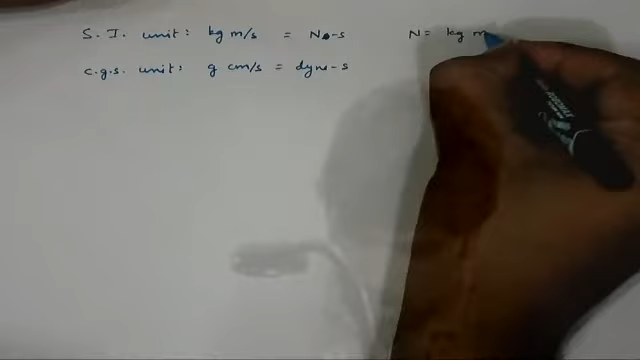 S. I. unit: kg m/s = N-s N= kg m
c.g.s. unit: g cm/s = dyne-s